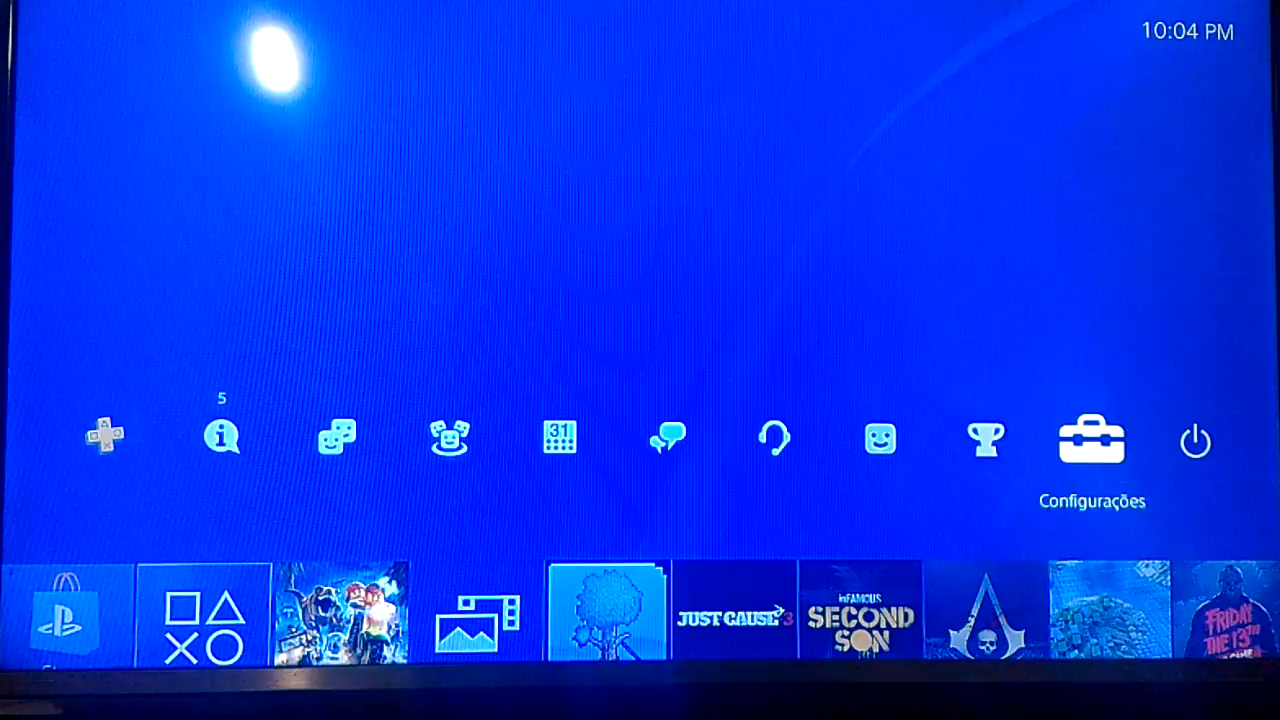 10:04 PM
5
31
Configurações
JUST CAUSE 3
inFAMOUS
SECOND
SON
FRIDAY
THE 13TH